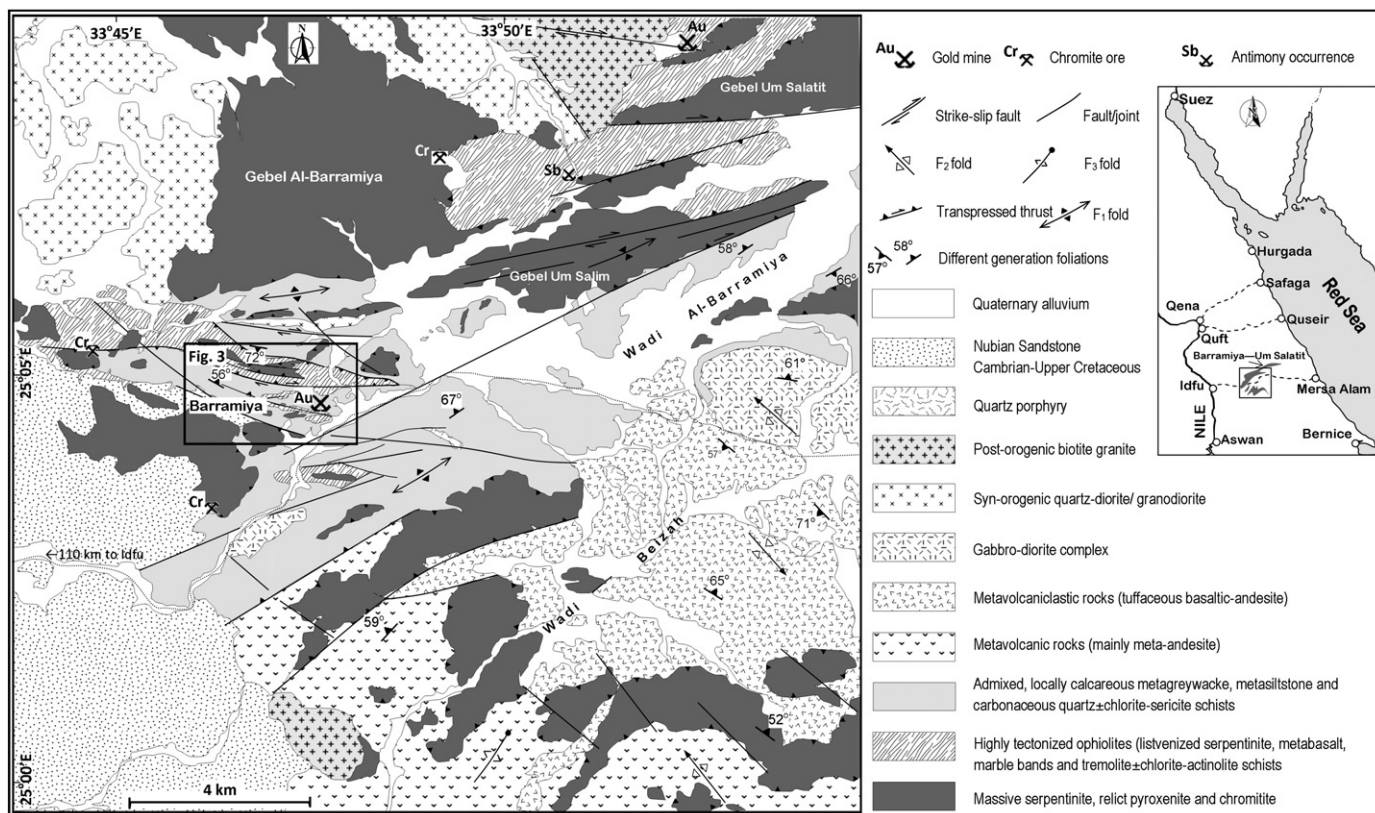 33°45'E
33°50'E
N
Au
Gebel Um Salatit
Cr
Gebel Al-Barramiya
Sb
Gebel Um Salim
58°
66°
Wadi Al-Barramiya
25°05'E
Cr
Fig. 3
72°
56°
Au
Barramiya
67°
61°
57°
Cr
71°
←110 km to Idfu
Wadi Beizah
65°
59°
52°
25°00'E
4 km
Au Gold mine Cr Chromite ore Sb Antimony occurrence
Strike-slip fault Fault/joint
F2 fold F3 fold
Transpressed thrust F1 fold
57° 58° Different generation foliations
Quaternary alluvium
Nubian Sandstone
Cambrian-Upper Cretaceous
Quartz porphyry
Post-orogenic biotite granite
Syn-orogenic quartz-diorite/ granodiorite
Gabbro-diorite complex
Metavolcaniclastic rocks (tuffaceous basaltic-andesite)
Metavolcanic rocks (mainly meta-andesite)
Admixed, locally calcareous metagreywacke, metasiltstone and
carbonaceous quartz±chlorite-sericite schists
Highly tectonized ophiolites (listvenized serpentinite, metabasalt,
marble bands and tremolite±chlorite-actinolite schists
Massive serpentinite, relict pyroxenite and chromitite
Suez
N
Hurgada
Safaga
Red Sea
Qena
Quseir
Quft
Barramiya—Um Salatit
Idfu
Mersa Alam
NILE
Aswan
Bernice